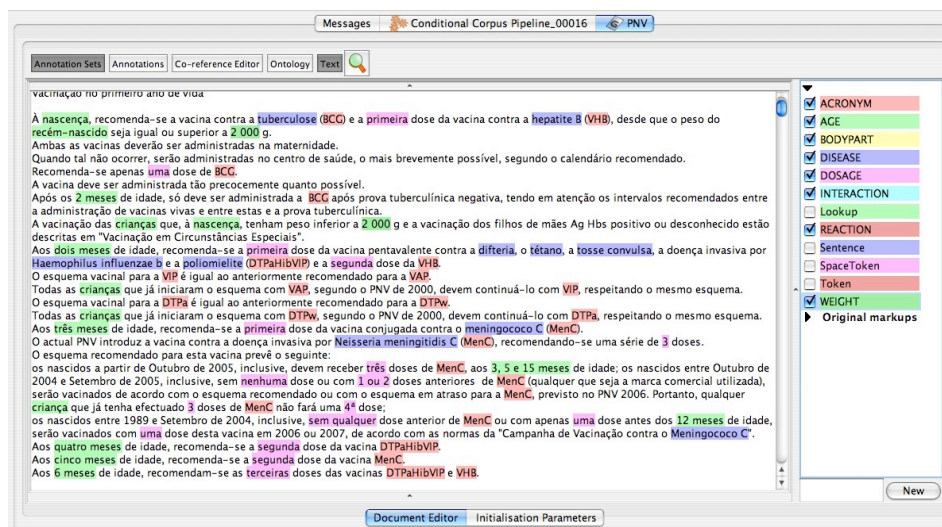 Messages
Conditional Corpus Pipeline_00016
PNV
Annotation Sets
Annotations
Co-reference Editor
Ontology
Text
vacinação no primeiro ano de vida
À nascença, recomenda-se a vacina contra a tuberculose (BCG) e a primeira dose da vacina contra a hepatite B (VHB), desde que o peso do
recém-nascido seja igual ou superior a 2 000 g.
Ambas as vacinas deverão ser administradas na maternidade.
Quando tal não ocorrer, serão administradas no centro de saúde, o mais brevemente possível, segundo o calendário recomendado.
Recomenda-se apenas uma dose de BCG.
A vacina deve ser administrada tão precocemente quanto possível.
Após os 2 meses de idade, só deve ser administrada a BCG após prova tuberculínica negativa, tendo em atenção os intervalos recomendados entre
a administração de vacinas vivas e entre estas e a prova tuberculínica.
A vacinação das crianças que, à nascença, tenham peso inferior a 2 000 g e a vacinação dos filhos de mães Ag Hbs positivo ou desconhecido estão
descritas em "Vacinação em Circunstâncias Especiais".
Aos dois meses de idade, recomenda-se a primeira dose da vacina pentavalente contra a difteria, o tétano, a tosse convulsa, a doença invasiva por
Haemophilus influenzae b e a poliomielite (DTPaHibVIP) e a segunda dose da VHB.
O esquema vacinal para a VIP é igual ao anteriormente recomendado para a VAP.
Todas as crianças que já iniciaram o esquema com VAP, segundo o PNV de 2000, devem continuá-lo com VIP, respeitando o mesmo esquema.
O esquema vacinal para a DTPa é igual ao anteriormente recomendado para a DTPw.
Todas as crianças que já iniciaram o esquema com DTPw, segundo o PNV de 2000, devem continuá-lo com DTPa, respeitando o mesmo esquema.
Aos três meses de idade, recomenda-se a primeira dose da vacina conjugada contra o meningococo C (MenC).
O actual PNV introduz a vacina contra a doença invasiva por Neisseria meningitidis C (MenC), recomendando-se uma série de 3 doses.
O esquema recomendado para esta vacina prevê o seguinte:
os nascidos a partir de Outubro de 2005, inclusive, devem receber três doses de MenC, aos 3, 5 e 15 meses de idade; os nascidos entre Outubro de
2004 e Setembro de 2005, inclusive, sem nenhuma dose ou com 1 ou 2 doses anteriores de MenC (qualquer que seja a marca comercial utilizada),
serão vacinados de acordo com o esquema recomendado ou com o esquema em atraso para a MenC, previsto no PNV 2006. Portanto, qualquer
criança que já tenha efectuado 3 doses de MenC não fará uma 4ª dose;
os nascidos entre 1989 e Setembro de 2004, inclusive, sem qualquer dose anterior de MenC ou com apenas uma dose antes dos 12 meses de idade,
serão vacinados com uma dose desta vacina em 2006 ou 2007, de acordo com as normas da "Campanha de Vacinação contra o Meningococo C".
Aos quatro meses de idade, recomenda-se a segunda dose da vacina DTPaHibVIP.
Aos cinco meses de idade, recomenda-se a segunda dose da vacina MenC.
Aos 6 meses de idade, recomendam-se as terceiras doses das vacinas DTPaHibVIP e VHB.
ACRONYM
AGE
BODYPART
DISEASE
DOSAGE
INTERACTION
Lookup
REACTION
Sentence
SpaceToken
Token
WEIGHT
Original markups
New
Document Editor
Initialisation Parameters